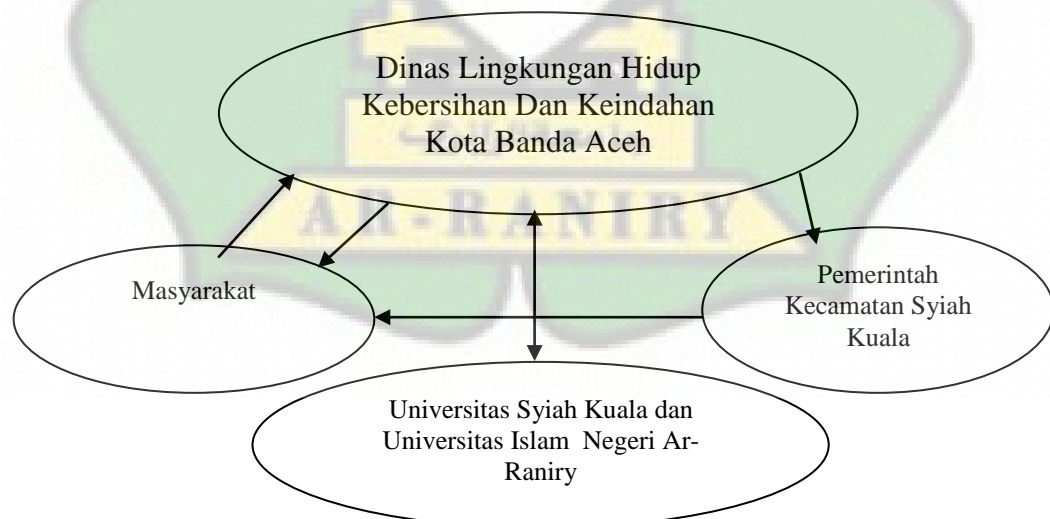 Dinas Lingkungan Hidup
Kebersihan Dan Keindahan
Kota Banda Aceh
AR-RANIRY
Masyarakat
Pemerintah
Kecamatan Syiah
Kuala
Universitas Syiah Kuala dan
Universitas Islam Negeri Ar-
Raniry